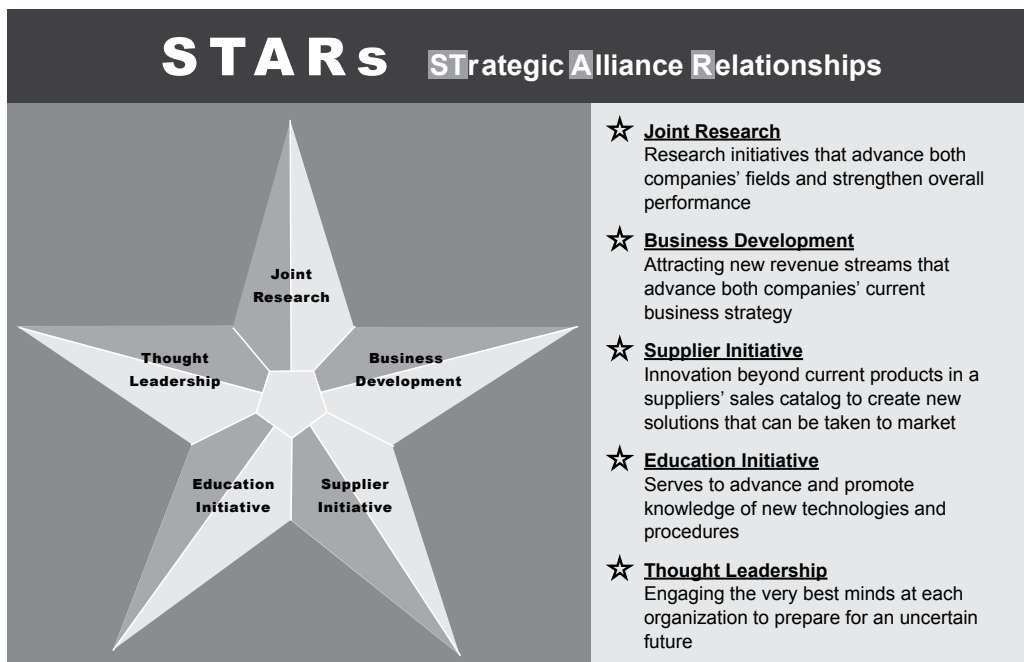 STARs STrategic Alliance Relationships
Joint
Research
Thought
Leadership
Business
Development
Education
Initiative
Supplier
Initiative
Joint Research
Research initiatives that advance both
companies’ fields and strengthen overall
performance
Business Development
Attracting new revenue streams that
advance both companies’ current
business strategy
Supplier Initiative
Innovation beyond current products in a
suppliers’ sales catalog to create new
solutions that can be taken to market
Education Initiative
Serves to advance and promote
knowledge of new technologies and
procedures
Thought Leadership
Engaging the very best minds at each
organization to prepare for an uncertain
future